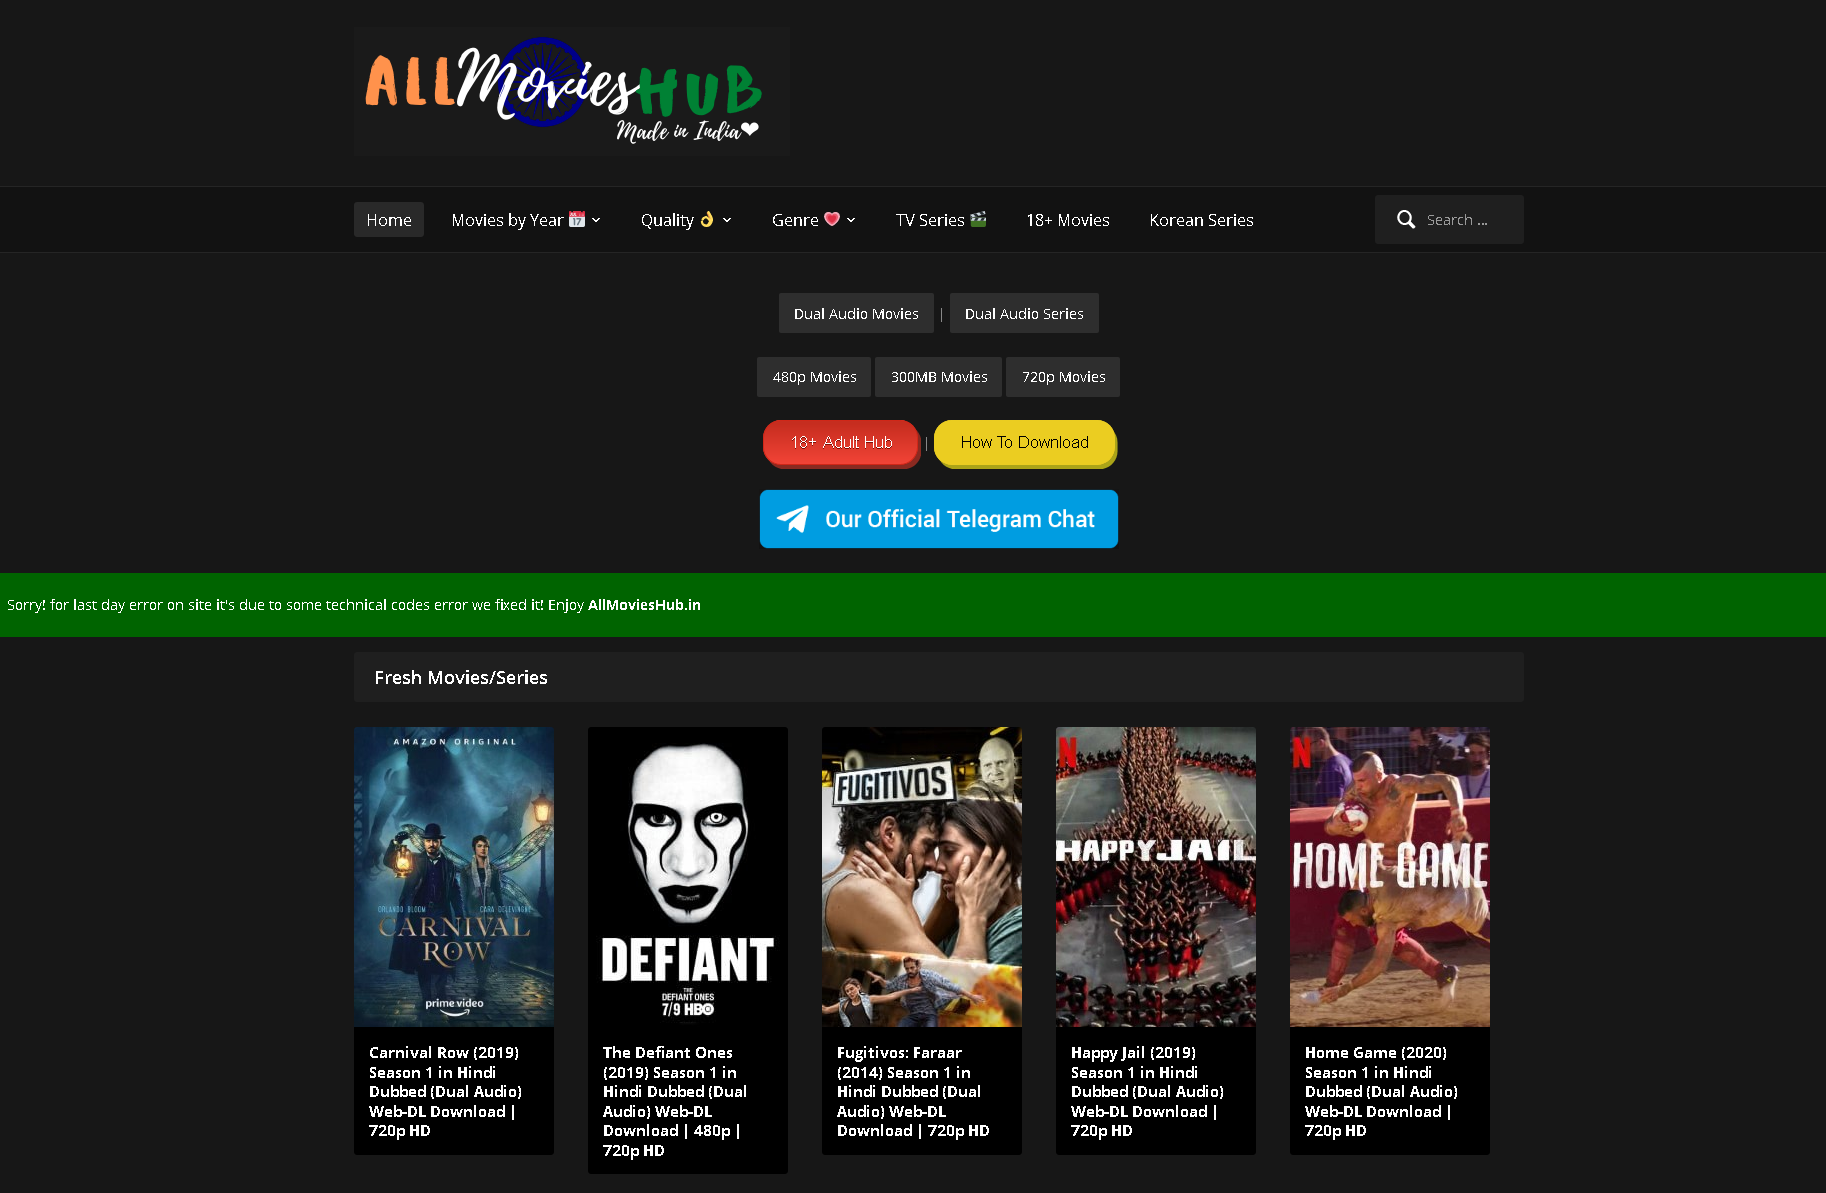 ALLMoviesHUB
Made in India❤
Home
Movies by Year 📅
Quality 👌
Genre 💗
TV Series 🎬
18+ Movies
Korean Series
Search ...
Dual Audio Movies | Dual Audio Series
480p Movies 300MB Movies 720p Movies
18+ Adult Hub | How To Download
Our Official Telegram Chat
Sorry! for last day error on site it's due to some technical codes error we fixed it! Enjoy AllMoviesHub.in
Fresh Movies/Series
AMAZON ORIGINAL
ORLANDO BLOOM CARA DELEVINGNE
CARNIVAL
ROW
prime video
Carnival Row (2019)
Season 1 in Hindi
Dubbed (Dual Audio)
Web-DL Download |
720p HD
DEFIANT
THE
DEFIANT ONES
7/9 HBO
The Defiant Ones
(2019) Season 1 in
Hindi Dubbed (Dual
Audio) Web-DL
Download | 480p |
720p HD
FUGITIVOS
Fugitivos: Faraar
(2014) Season 1 in
Hindi Dubbed (Dual
Audio) Web-DL
Download | 720p HD
N
HAPPY JAIL
Happy Jail (2019)
Season 1 in Hindi
Dubbed (Dual Audio)
Web-DL Download |
720p HD
N
HOME GAME
Home Game (2020)
Season 1 in Hindi
Dubbed (Dual Audio)
Web-DL Download |
720p HD